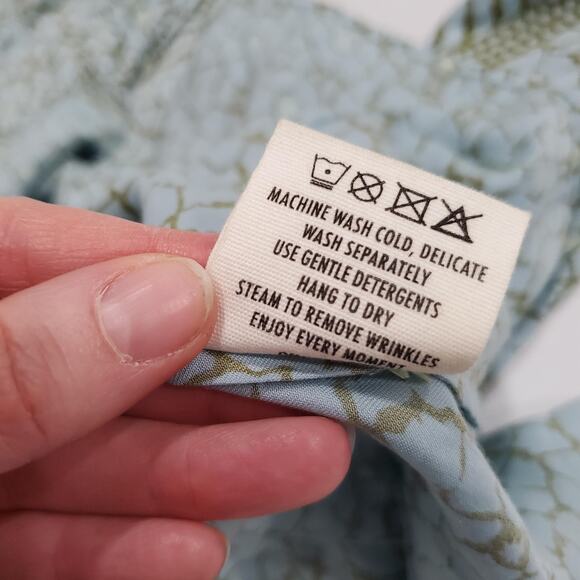 MACHINE WASH COLD, DELICATE
WASH SEPARATELY
USE GENTLE DETERGENTS
HANG TO DRY
STEAM TO REMOVE WRINKLES
ENJOY EVERY MOMENT